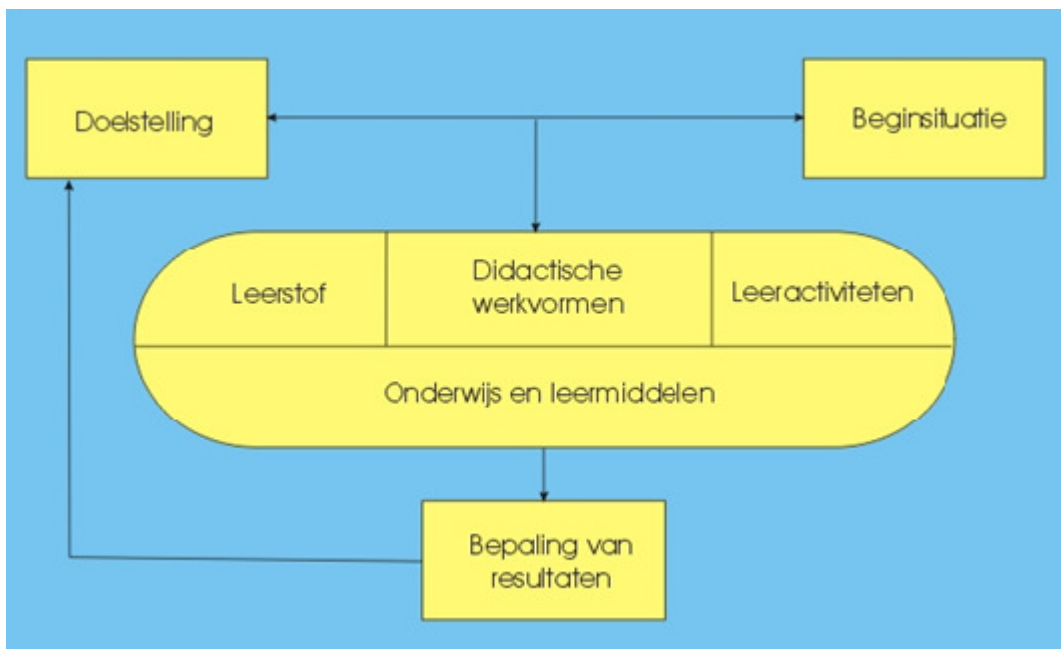 Doelstelling
Beginsituatie
Leerstof
Didactische
werkvormen
Leeractiviteten
Onderwijs en leermiddelen
Bepaling van
resultaten